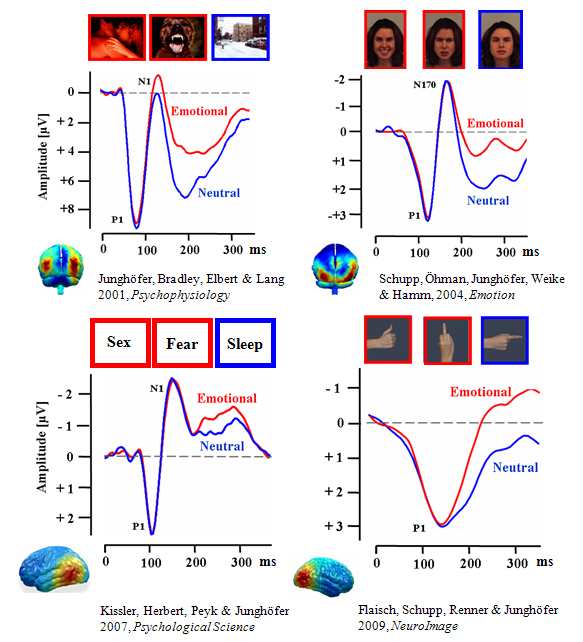 N1
0
+2
+4
+6
+8
Amplitude [µV]
Emotional
Neutral
P1
0 100 200 300 ms
Junghöfer, Bradley, Elbert & Lang
2001, Psychophysiology
-2
N170
-1
0
+1
+2
+3
Amplitude [µV]
Emotional
Neutral
P1
0 100 200 300 ms
Schupp, Öhman, Junghöfer, Weike
& Hamm, 2004, Emotion
Sex Fear Sleep
N1
- 2
- 1
0
+ 1
+ 2
Amplitude [µV]
Emotional
Neutral
P1
0 100 200 300 ms
Kissler, Herbert, Peyk & Junghöfer
2007, Psychological Science
-1
0
+1
+2
+3
Emotional
Neutral
P1
0 100 200 300 ms
Flaisch, Schupp, Renner & Junghöfer
2009, NeuroImage